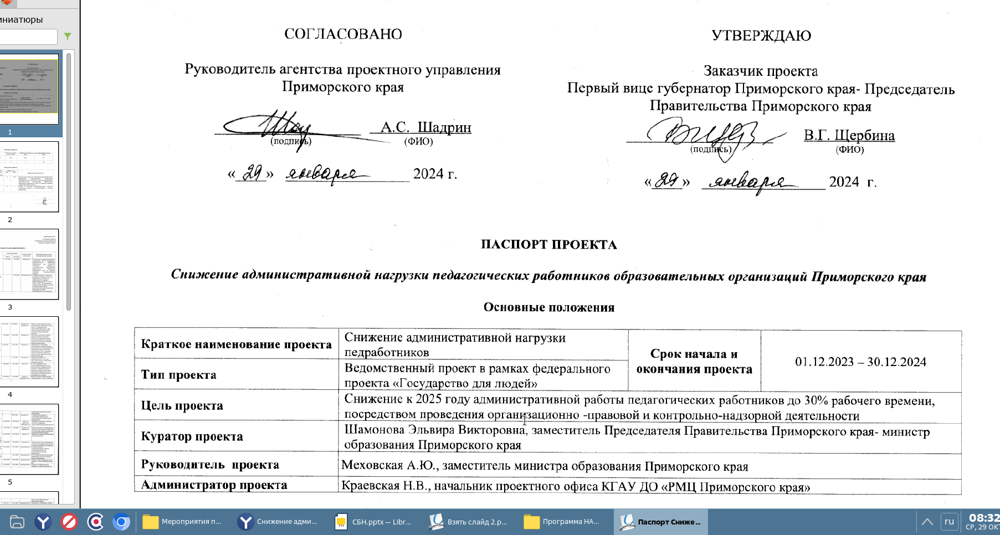 иниатюры
1
2
3
4
5
СОГЛАСОВАНО
Руководитель агентства проектного управления
Приморского края
А.С. Шадрин
(подпись)
(ФИО)
« 29 » января 2024 г.
УТВЕРЖДАЮ
Заказчик проекта
Первый вице губернатор Приморского края- Председатель
Правительства Приморского края
В.Г. Щербина
(подпись)
(ФИО)
« 29 » января 2024 г.
ПАСПОРТ ПРОЕКТА
Снижение административной нагрузки педагогических работников образовательных организаций Приморского края
Основные положения
Краткое наименование проекта
Снижение административной нагрузки
педработников
Срок начала и
окончания проекта
01.12.2023 – 30.12.2024
Тип проекта
Ведомственный проект в рамках федерального
проекта «Государство для людей»
Цель проекта
Снижение к 2025 году административной работы педагогических работников до 30% рабочего времени,
посредством проведения организационно -правовой и контрольно-надзорной деятельности
Куратор проекта
Шамонова Эльвира Викторовна, заместитель Председателя Правительства Приморского края- министр
образования Приморского края
Руководитель проекта
Меховская А.Ю., заместитель министра образования Приморского края
Администратор проекта
Краевская Н.В., начальник проектного офиса КГАУ ДО «РМЦ Приморского края»
Мероприятия п...
Снижение адми...
СБН.pptx — Libr...
Взять слайд 2.p...
Программа НА...
Паспорт Сниже...
ru
08:32
СР, 29 ОКТ